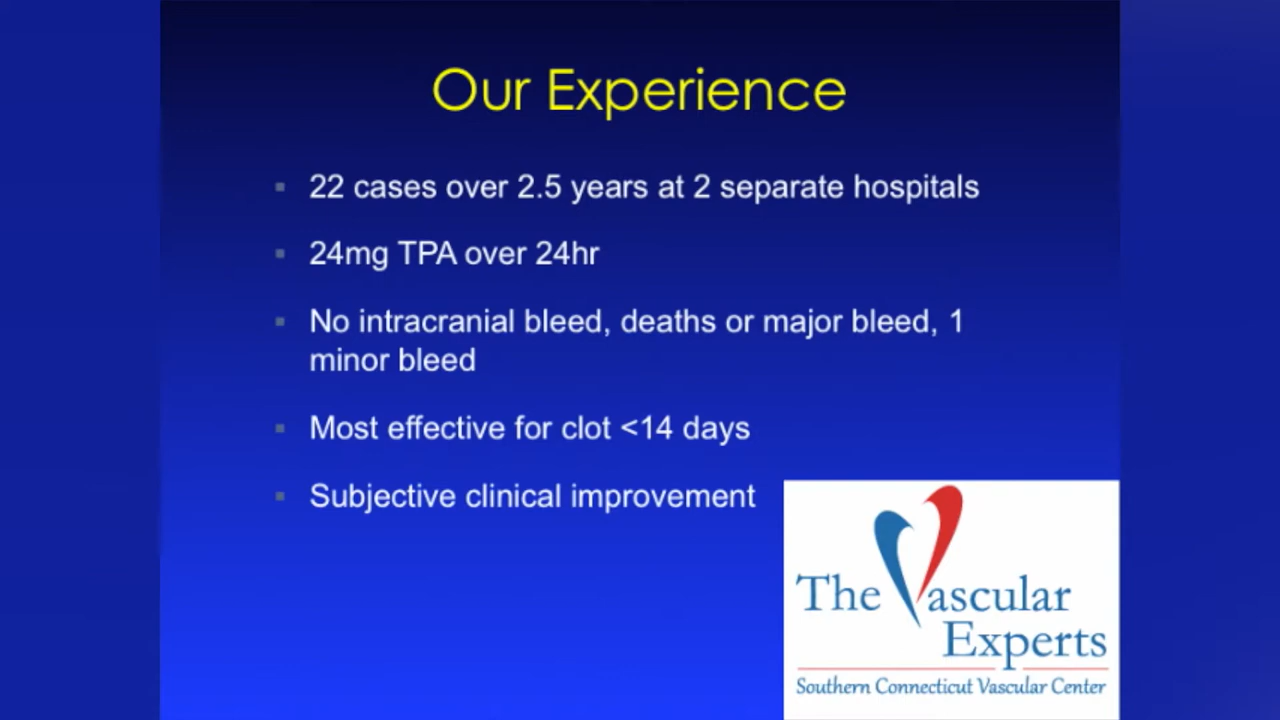 Our Experience
22 cases over 2.5 years at 2 separate hospitals
24mg TPA over 24hr
No intracranial bleed, deaths or major bleed, 1
minor bleed
Most effective for clot <14 days
Subjective clinical improvement
The Vascular
Experts
Southern Connecticut Vascular Center